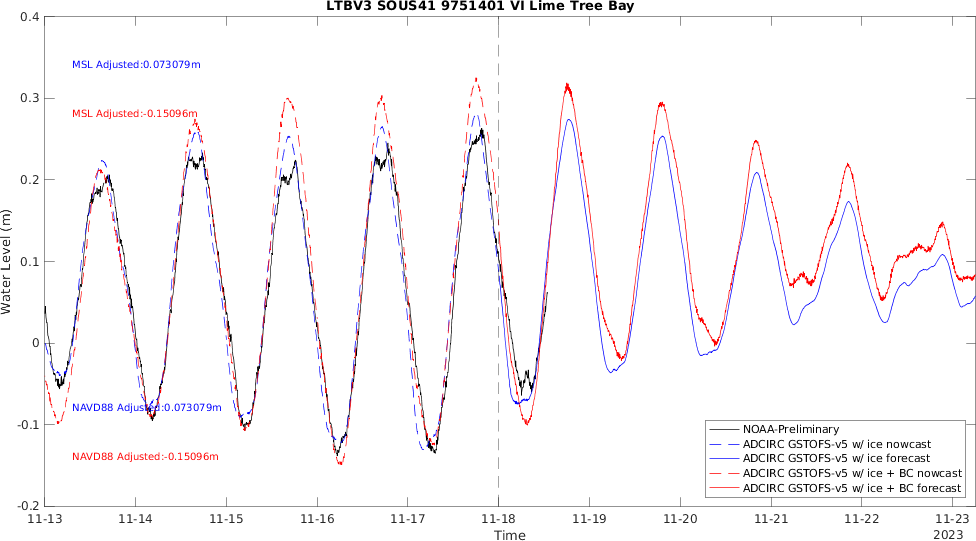 LTBV3 SOUS41 9751401 VI Lime Tree Bay
0.4
MSL Adjusted:0.073079m
0.3
MSL Adjusted:-0.15096m
0.2
0.1
Water Level (m)
0
NAVD88 Adjusted:0.073079m
-0.1
NAVD88 Adjusted:-0.15096m
-0.2
NOAA-Preliminary
ADCIRC GSTOFS-v5 w/ ice nowcast
ADCIRC GSTOFS-v5 w/ ice forecast
ADCIRC GSTOFS-v5 w/ ice + BC nowcast
ADCIRC GSTOFS-v5 w/ ice + BC forecast
11-13 11-14 11-15 11-16 11-17 11-18 11-19 11-20 11-21 11-22 11-23
Time 2023